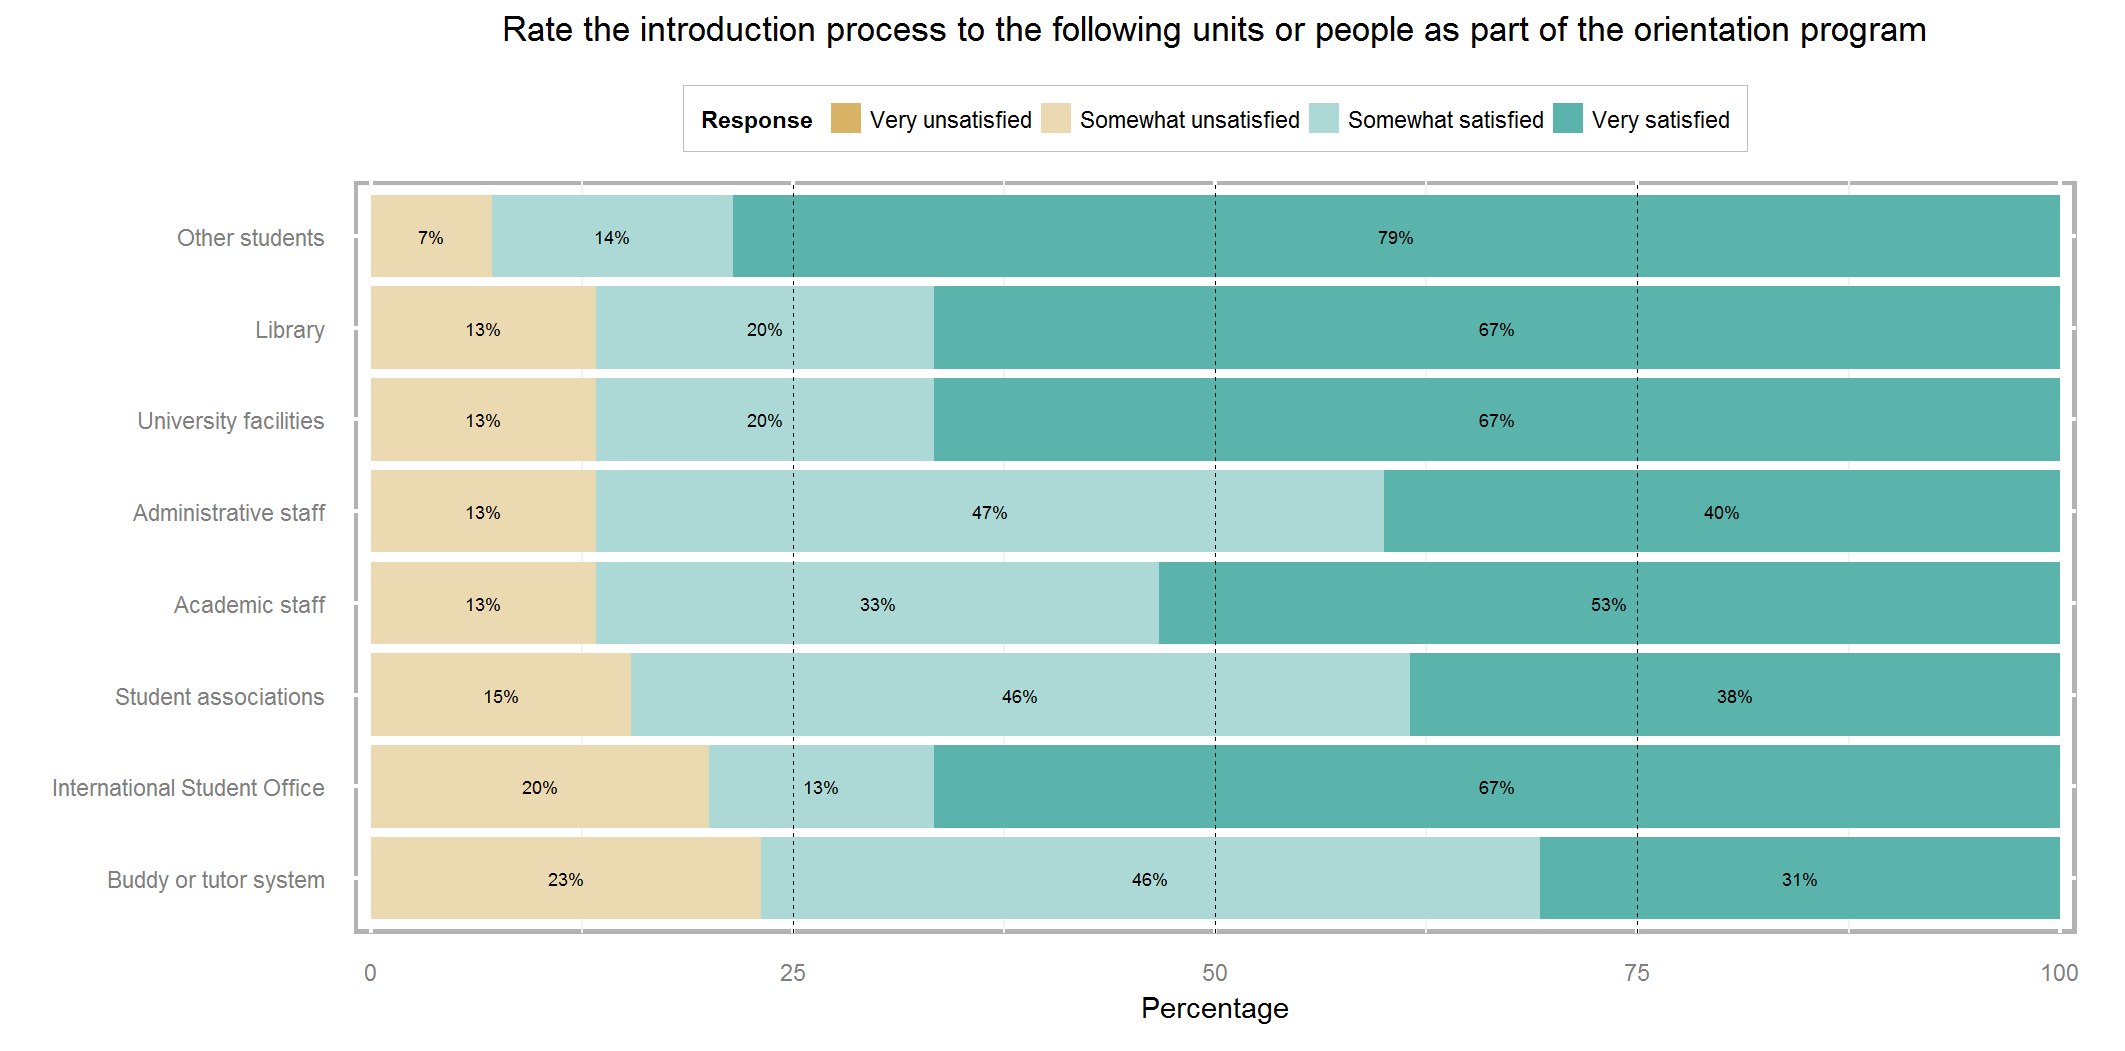 Rate the introduction process to the following units or people as part of the orientation program
Response Very unsatisfied Somewhat unsatisfied Somewhat satisfied Very satisfied
Other students 7% 14% 79%
Library 13% 20% 67%
University facilities 13% 20% 67%
Administrative staff 13% 47% 40%
Academic staff 13% 33% 53%
Student associations 15% 46% 38%
International Student Office 20% 13% 67%
Buddy or tutor system 23% 46% 31%
0 25 50 75 100
Percentage